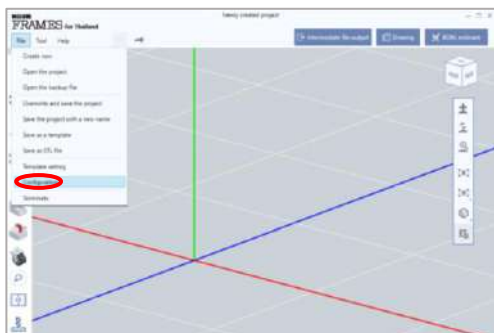 newly created project
FRAMES for Thailand
File Tool Help
Intermediate file output
Drawing
BOM, estimate
Create new
Open the project
Open the backup file
Overwrite and save the project
Save the project with a new name
Save as a template
Save as STL file
Template setting
Configuration
Terminate